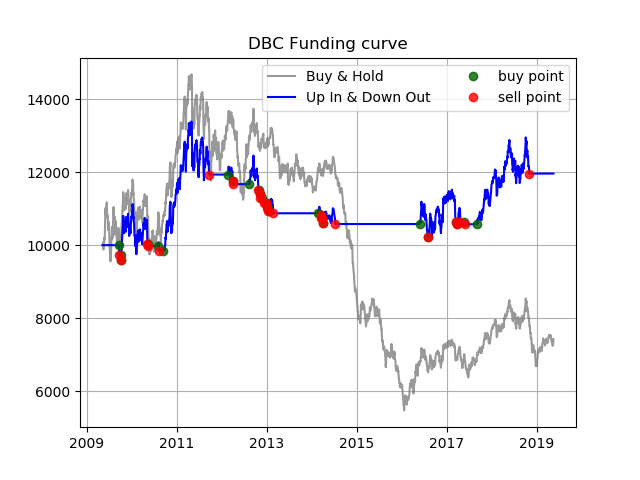 DBC Funding curve
Buy & Hold
Up In & Down Out
buy point
sell point
14000
12000
10000
8000
6000
2009 2011 2013 2015 2017 2019